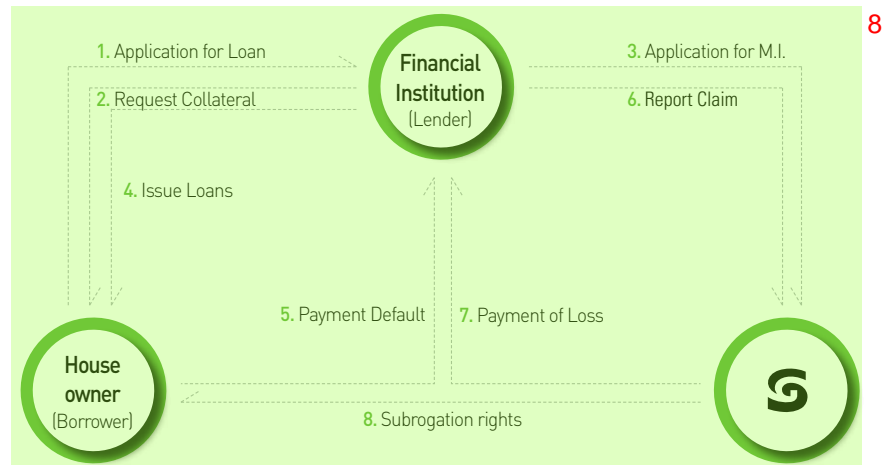 8
1. Application for Loan
3. Application for M.I.
Financial
Institution
(Lender)
2. Request Collateral
6. Report Claim
4. Issue Loans
5. Payment Default
7. Payment of Loss
House
owner
(Borrower)
8. Subrogation rights